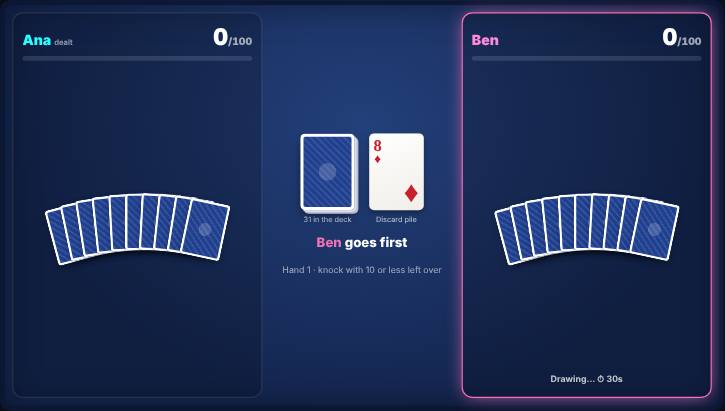 Ana dealt
0/100
8
31 in the deck
Discard pile
Ben goes first
Hand 1 · knock with 10 or less left over
Ben
0/100
Drawing... ⏱ 30s